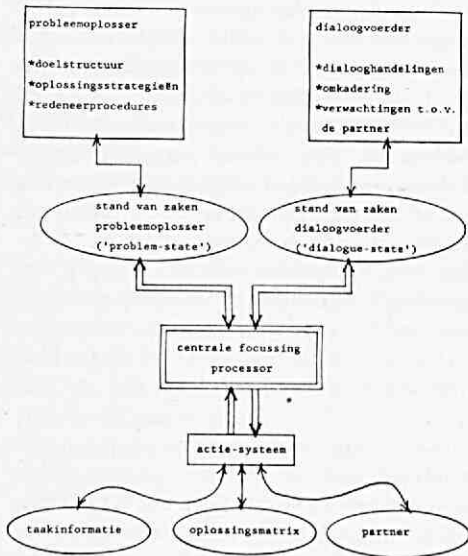 probleemoplosser
*doelstructuur
*oplossingsstrategieën
*redeneerprocedures
dialoogvoerder
*dialooghandelingen
*omkadering
*verwachtingen t.o.v.
de partner
stand van zaken
probleemoplosser
('problem-state')
stand van zaken
dialoogvoerder
('dialogue-state')
centrale focussing
processor
*
actie-systeem
taakinformatie
oplossingsmatrix
partner